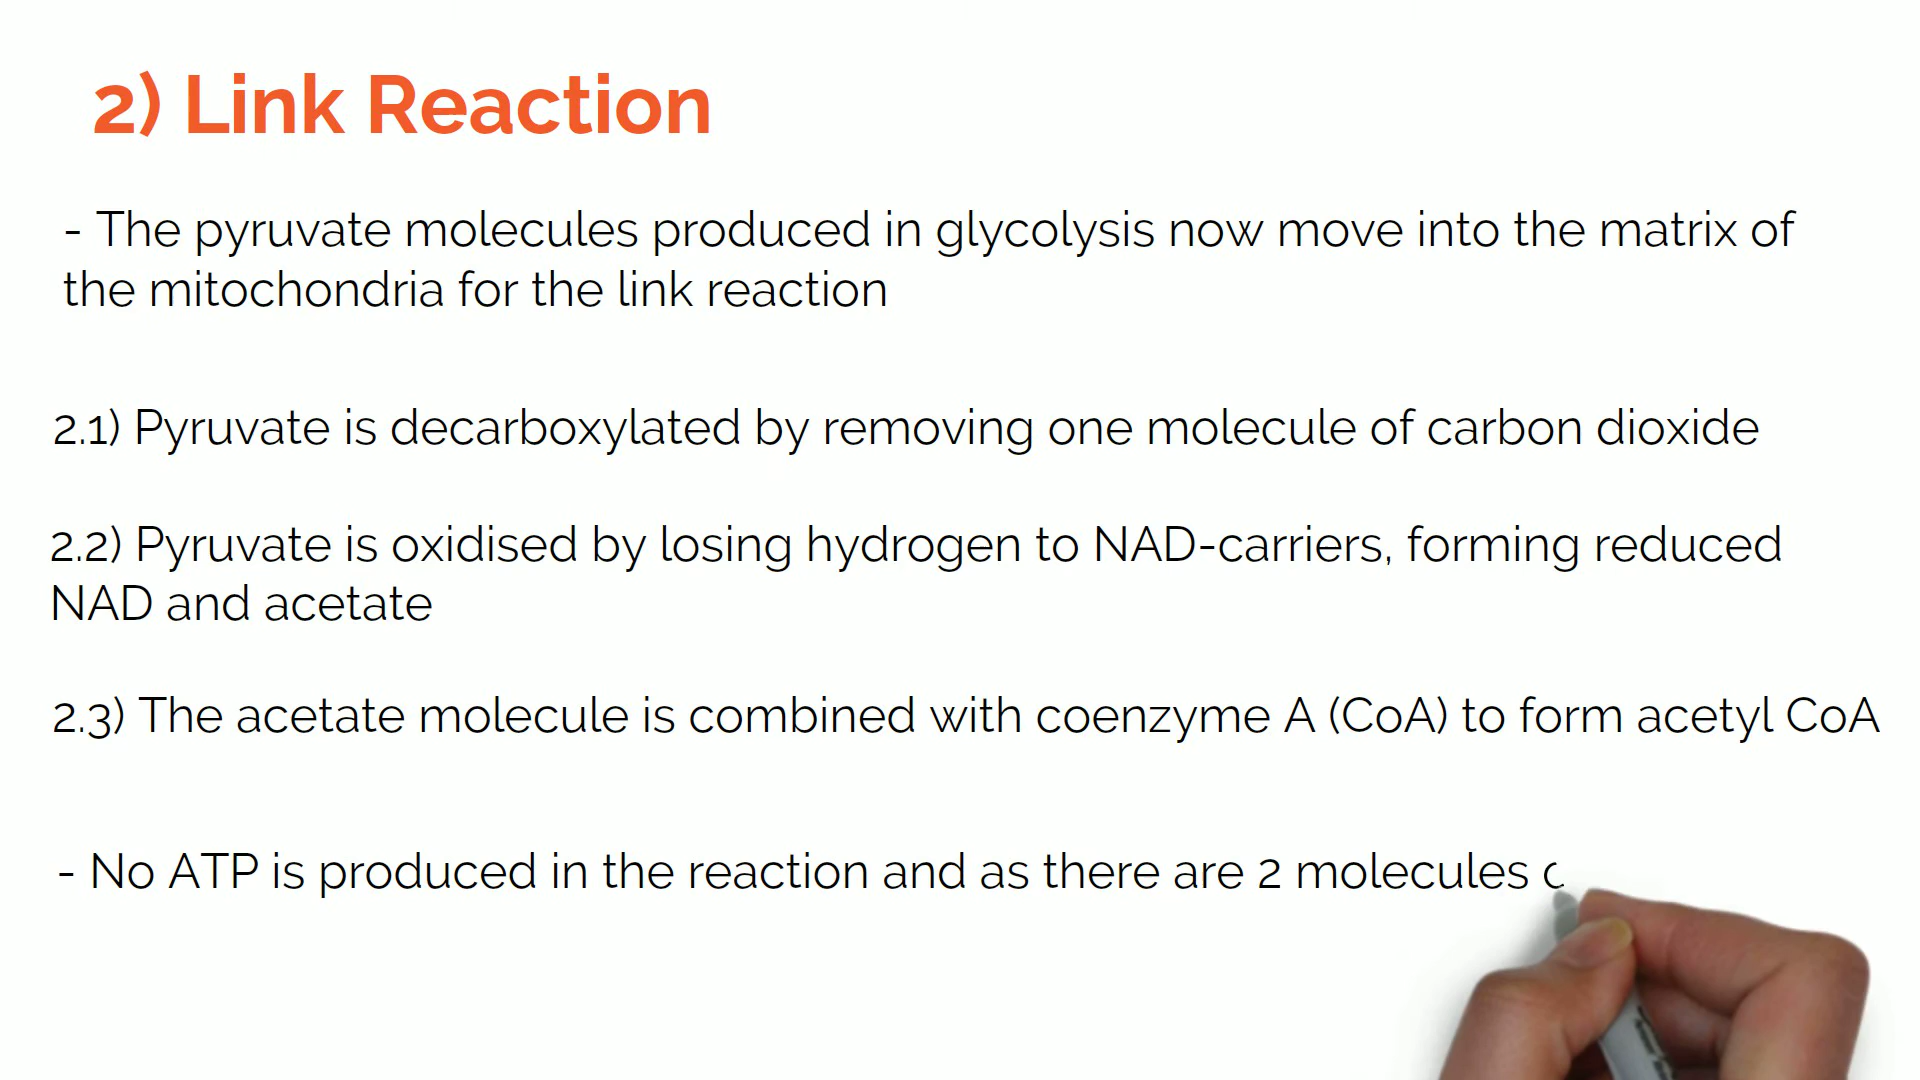 2) Link Reaction
- The pyruvate molecules produced in glycolysis now move into the matrix of
the mitochondria for the link reaction
2.1) Pyruvate is decarboxylated by removing one molecule of carbon dioxide
2.2) Pyruvate is oxidised by losing hydrogen to NAD-carriers, forming reduced
NAD and acetate
2.3) The acetate molecule is combined with coenzyme A (CoA) to form acetyl CoA
- No ATP is produced in the reaction and as there are 2 molecules